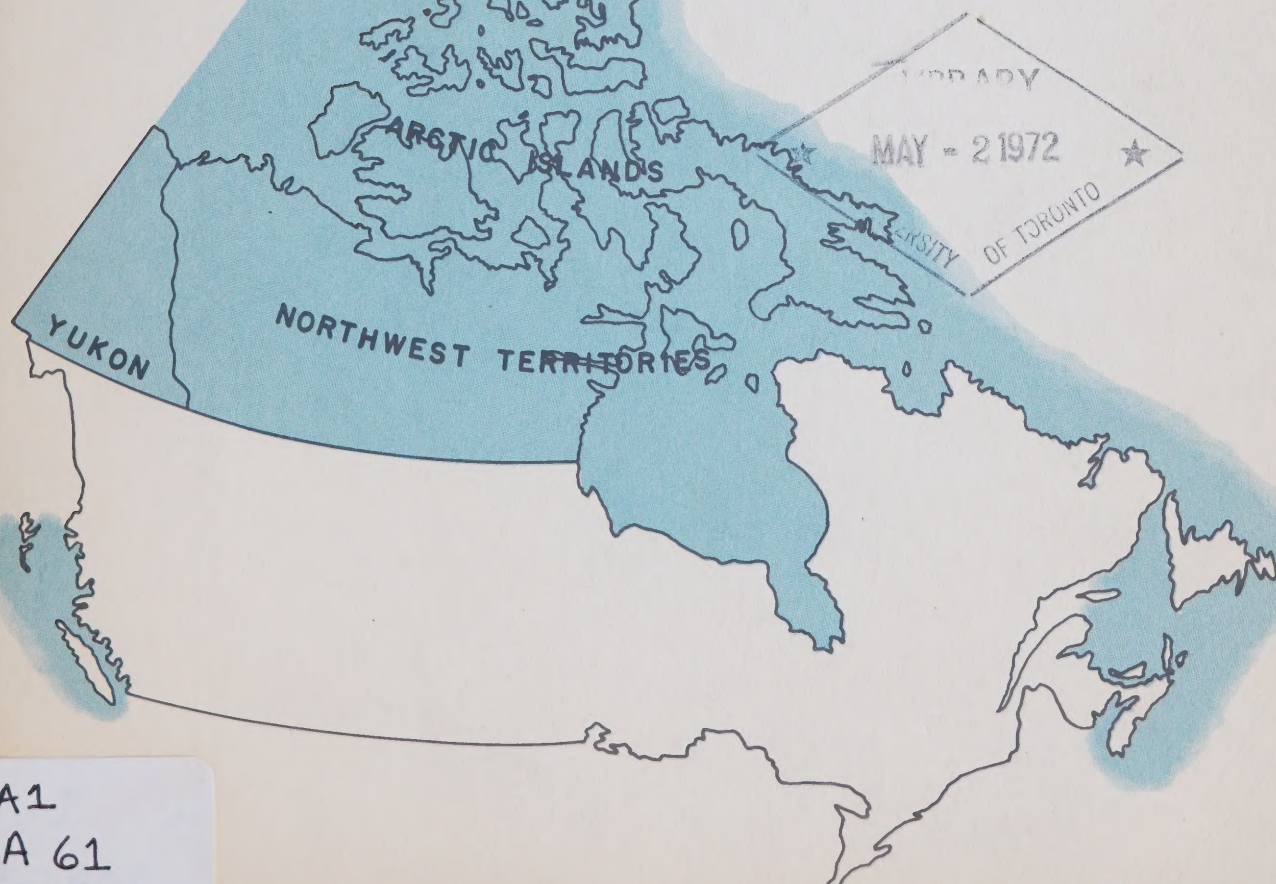 MAY - 2 1972
OF TORONTO
ARCTIC ISLANDS
NORTHWEST TERRITORIES
YUKON
A1
A 61